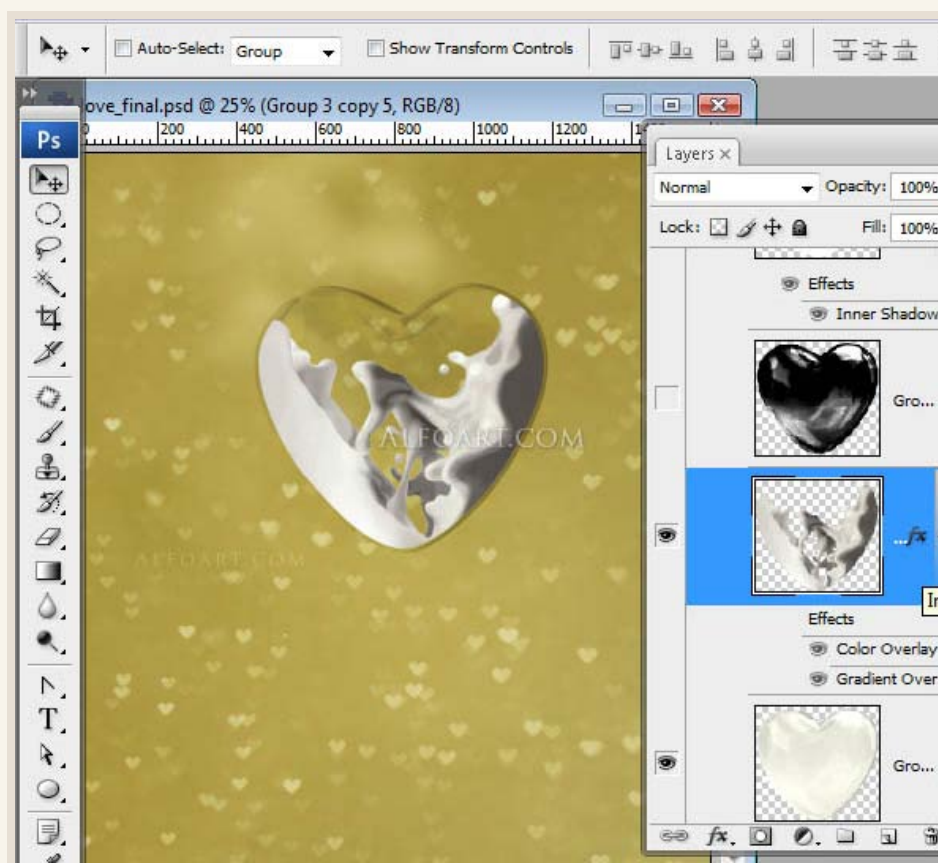 Auto-Select: Group Show Transform Controls
ove_final.psd @ 25% (Group 3 copy 5, RGB/8)
Ps
200 400 600 800 1000 1200
Layers ×
Normal Opacity: 100%
Lock: Fill: 100%
Effects
Inner Shadow
Gro...
ALFOART.COM
...fx
ALFOART.COM
In
Effects
Color Overlay
Gradient Over
T
Gro...
fx